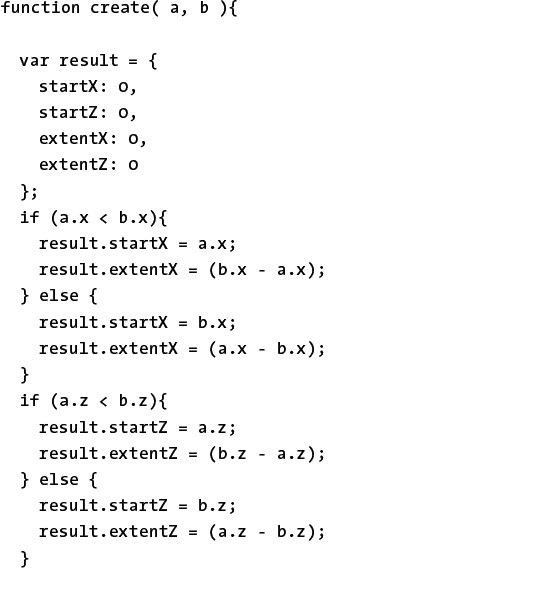 function create( a, b ){
var result = {
startX: 0,
startZ: 0,
extentX: 0,
extentZ: 0
};
if (a.x < b.x){
result.startX = a.x;
result.extentX = (b.x - a.x);
} else {
result.startX = b.x;
result.extentX = (a.x - b.x);
}
if (a.z < b.z){
result.startZ = a.z;
result.extentZ = (b.z - a.z);
} else {
result.startZ = b.z;
result.extentZ = (a.z - b.z);
}